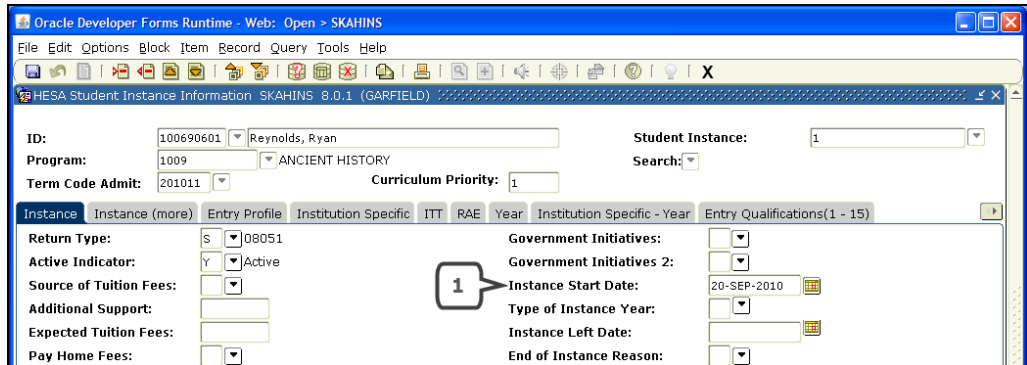 Oracle Developer Forms Runtime - Web: Open > SKAHINS
File Edit Options Block Item Record Query Tools Help
X
HESA Student Instance Information SKAHINS 8.0.1 (GARFIELD)
ID: 100690601 Reynolds, Ryan Student Instance: 1
Program: 1009 ANCIENT HISTORY Search:
Term Code Admit: 201011 Curriculum Priority: 1
Instance Instance (more) Entry Profile Institution Specific ITT RAE Year Institution Specific - Year Entry Qualifications(1 - 15)
Return Type: S 08051 Government Initiatives:
Active Indicator: Y Active Government Initiatives 2:
Source of Tuition Fees: 1 Instance Start Date: 20-SEP-2010
Additional Support: Type of Instance Year:
Expected Tuition Fees: Instance Left Date:
Pay Home Fees: End of Instance Reason: